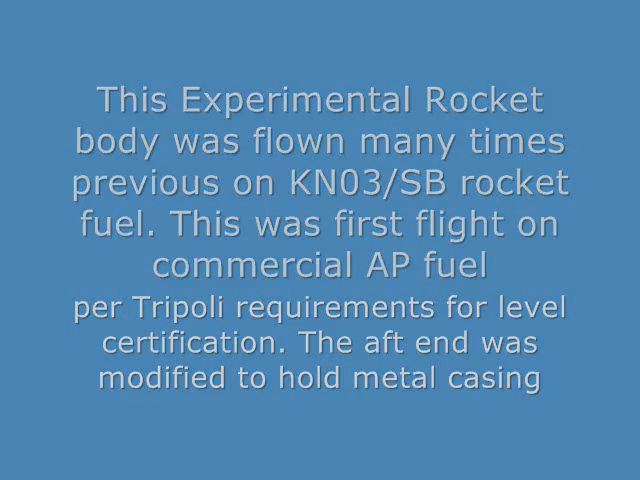 This Experimental Rocket
body was flown many times
previous on KN03/SB rocket
fuel. This was first flight on
commercial AP fuel
per Tripoli requirements for level
certification. The aft end was
modified to hold metal casing